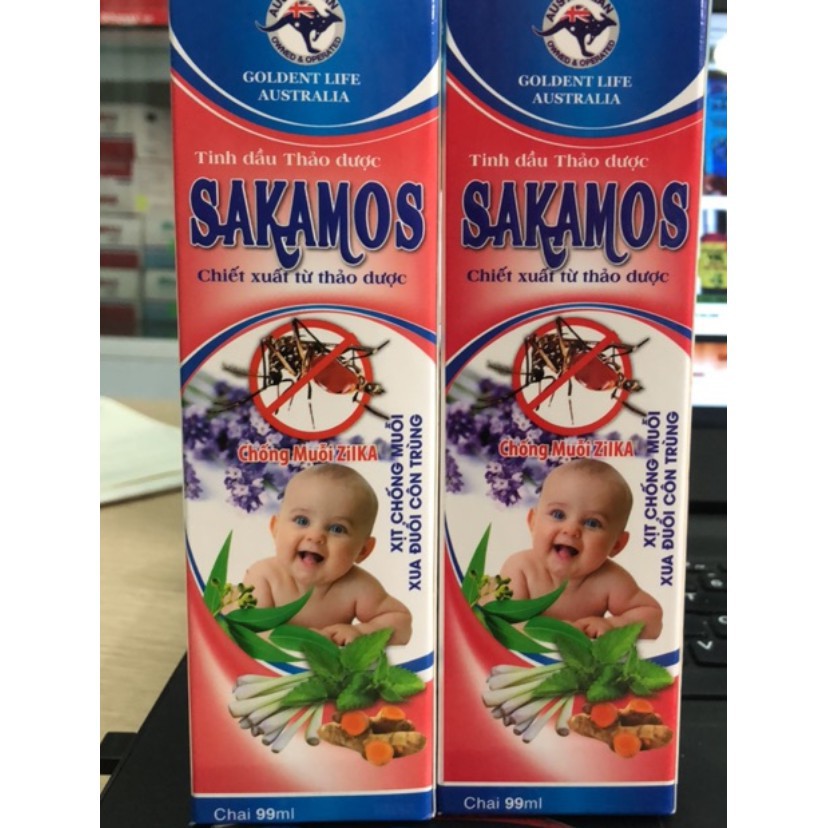 AUSTRALIAN
OWNED & OPERATED
GOLDENT LIFE
AUSTRALIA
Tinh dầu Thảo dược
SAKAMOS
Chiết xuất từ thảo dược
Chống Muỗi ZiIKA
XỊT CHỐNG MUỖI
XUA ĐUỔI CÔN TRÙNG
Chai 99ml
AUSTRALIAN
OWNED & OPERATED
GOLDENT LIFE
AUSTRALIA
Tinh dầu Thảo dược
SAKAMOS
Chiết xuất từ thảo dược
Chống Muỗi ZiIKA
XỊT CHỐNG MUỖI
XUA ĐUỔI CÔN TRÙNG
Chai 99ml